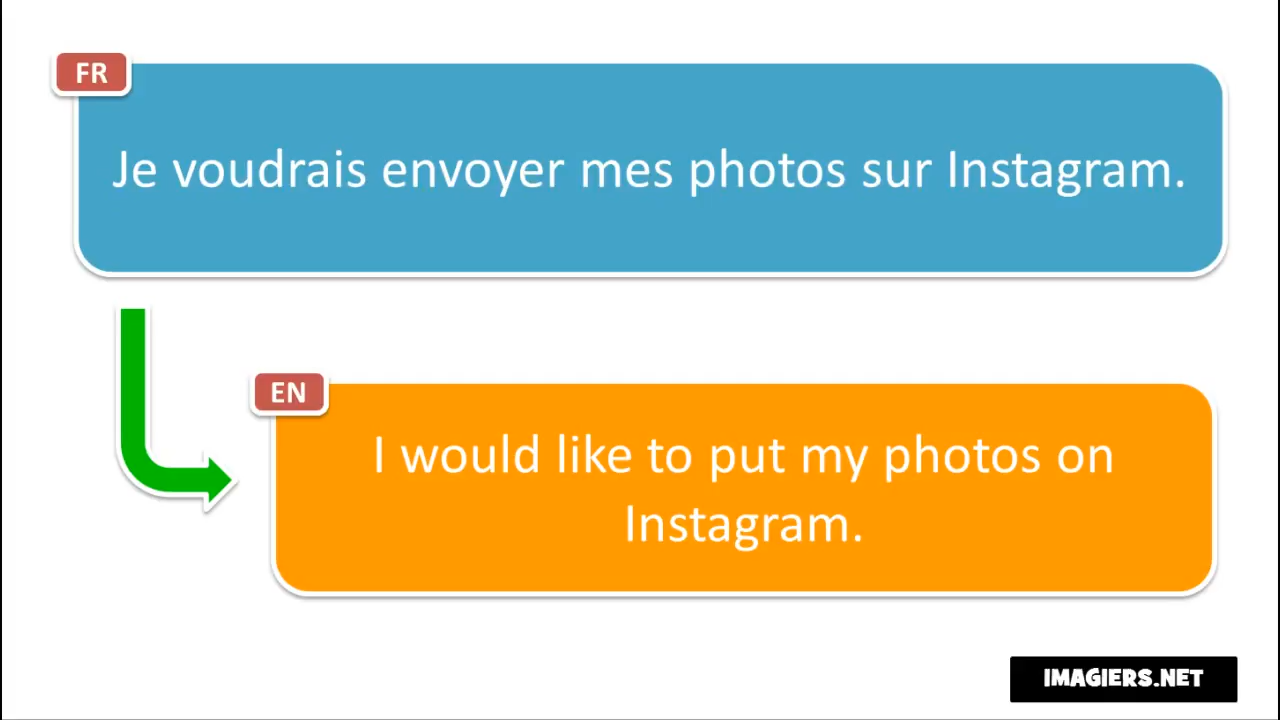 FR
Je voudrais envoyer mes photos sur Instagram.
EN
I would like to put my photos on
Instagram.
IMAGIERS.NET